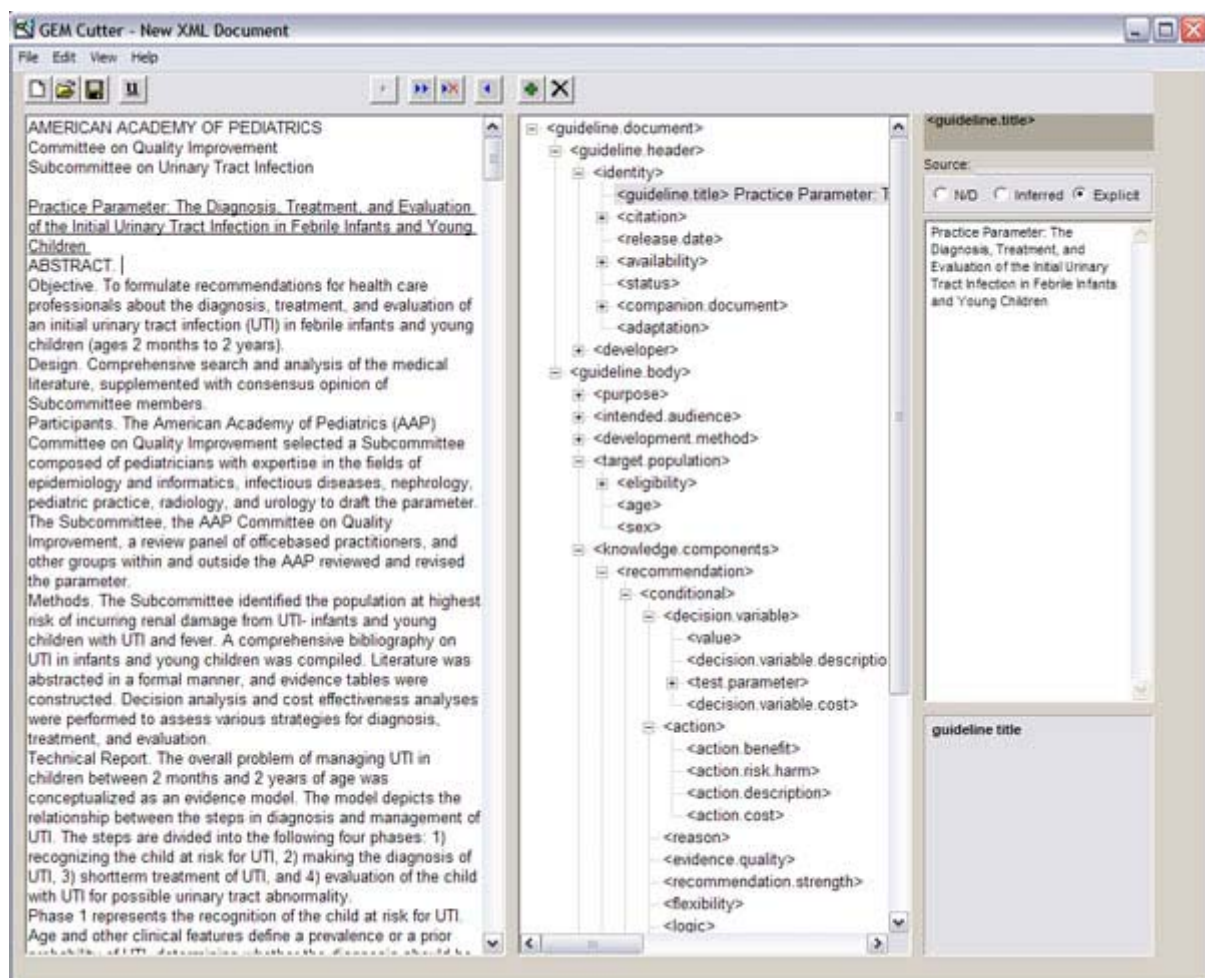 GEM Cutter - New XML Document
File Edit View Help
u
AMERICAN ACADEMY OF PEDIATRICS
Committee on Quality Improvement
Subcommittee on Urinary Tract Infection
Practice Parameter: The Diagnosis, Treatment, and Evaluation
of the Initial Urinary Tract Infection in Febrile Infants and Young
Children
ABSTRACT.
Objective. To formulate recommendations for health care
professionals about the diagnosis, treatment, and evaluation of
an initial urinary tract infection (UTI) in febrile infants and young
children (ages 2 months to 2 years).
Design. Comprehensive search and analysis of the medical
literature, supplemented with consensus opinion of
Subcommittee members.
Participants. The American Academy of Pediatrics (AAP)
Committee on Quality Improvement selected a Subcommittee
composed of pediatricians with expertise in the fields of
epidemiology and informatics, infectious diseases, nephrology,
pediatric practice, radiology, and urology to draft the parameter.
The Subcommittee, the AAP Committee on Quality
Improvement, a review panel of officebased practitioners, and
other groups within and outside the AAP reviewed and revised
the parameter.
Methods. The Subcommittee identified the population at highest
risk of incurring renal damage from UTI- infants and young
children with UTI and fever. A comprehensive bibliography on
UTI in infants and young children was compiled. Literature was
abstracted in a formal manner, and evidence tables were
constructed. Decision analysis and cost effectiveness analyses
were performed to assess various strategies for diagnosis,
treatment, and evaluation.
Technical Report. The overall problem of managing UTI in
children between 2 months and 2 years of age was
conceptualized as an evidence model. The model depicts the
relationship between the steps in diagnosis and management of
UTI. The steps are divided into the following four phases: 1)
recognizing the child at risk for UTI, 2) making the diagnosis of
UTI, 3) shortterm treatment of UTI, and 4) evaluation of the child
with UTI for possible urinary tract abnormality.
Phase 1 represents the recognition of the child at risk for UTI.
Age and other clinical features define a prevalence or a prior
probability of UTI, determining whether the diagnosis should be
<guideline.document>
<guideline.header>
<identity>
<guideline.title> Practice Parameter: T
<citation>
<release.date>
<availability>
<status>
<companion.document>
<adaptation>
<developer>
<guideline.body>
<purpose>
<intended.audience>
<development.method>
<target.population>
<eligibility>
<age>
<sex>
<knowledge.components>
<recommendation>
<conditional>
<decision.variable>
<value>
<decision.variable.descriptio
<test.parameter>
<decision.variable.cost>
<action>
<action.benefit>
<action.risk.harm>
<action.description>
<action.cost>
<reason>
<evidence.quality>
<recommendation.strength>
<flexibility>
<logic>
<guideline.title>
Source:
N/D Inferred Explicit
Practice Parameter: The
Diagnosis, Treatment, and
Evaluation of the Initial Urinary
Tract Infection in Febrile Infants
and Young Children
guideline title